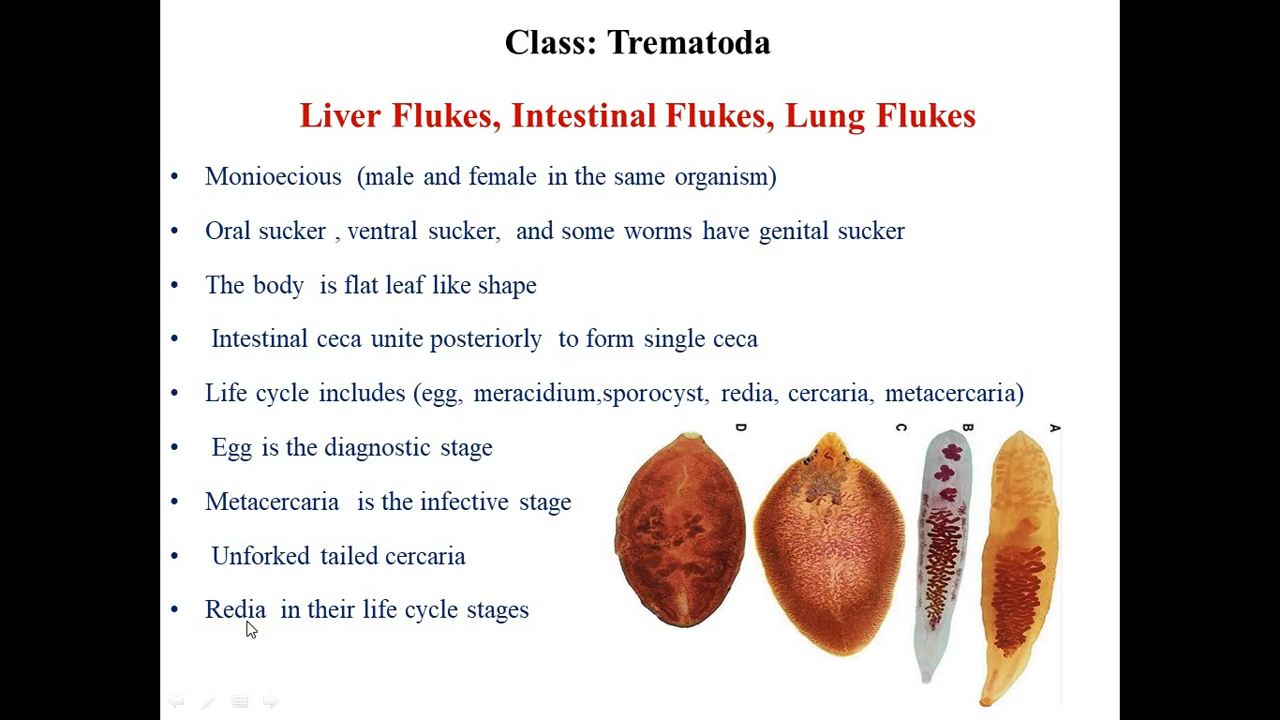 Class: Trematoda
Liver Flukes, Intestinal Flukes, Lung Flukes
• Monioecious (male and female in the same organism)
• Oral sucker , ventral sucker, and some worms have genital sucker
• The body is flat leaf like shape
• Intestinal ceca unite posteriorly to form single ceca
• Life cycle includes (egg, meracidium,sporocyst, redia, cercaria, metacercaria)
• Egg is the diagnostic stage
• Metacercaria is the infective stage
• Unforked tailed cercaria
• Redia in their life cycle stages
D C B A